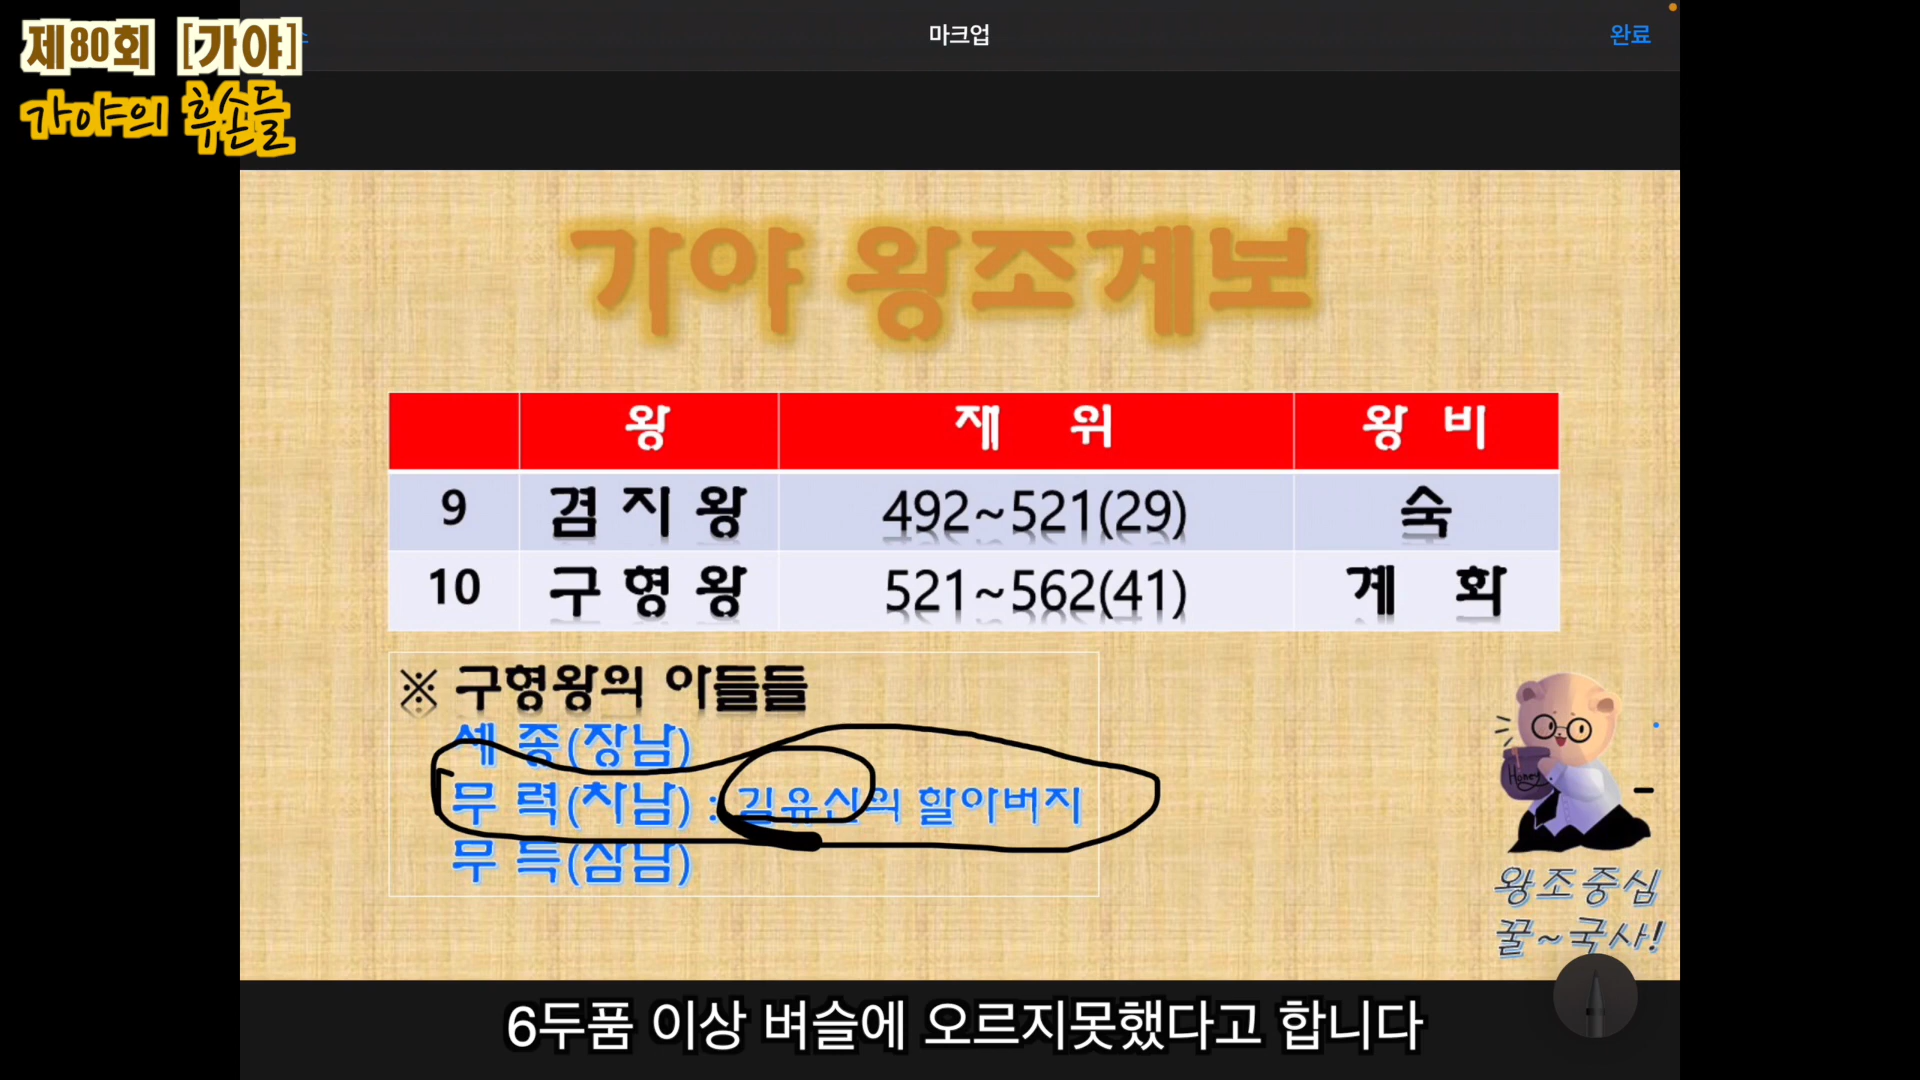 제80회 [가야]
가야의 후손들
마크업
완료
가야 왕조계보
왕 재 위 왕 비
9 겸 지 왕 492~521(29) 숙
10 구 형 왕 521~562(41) 계 화
※ 구형왕의 아들들
세 종(장남)
무 력(차남) : 김유신의 할아버지
무 득(삼남)
Honey
왕조중심
꿀~국사!
6두품 이상 벼슬에 오르지못했다고 합니다